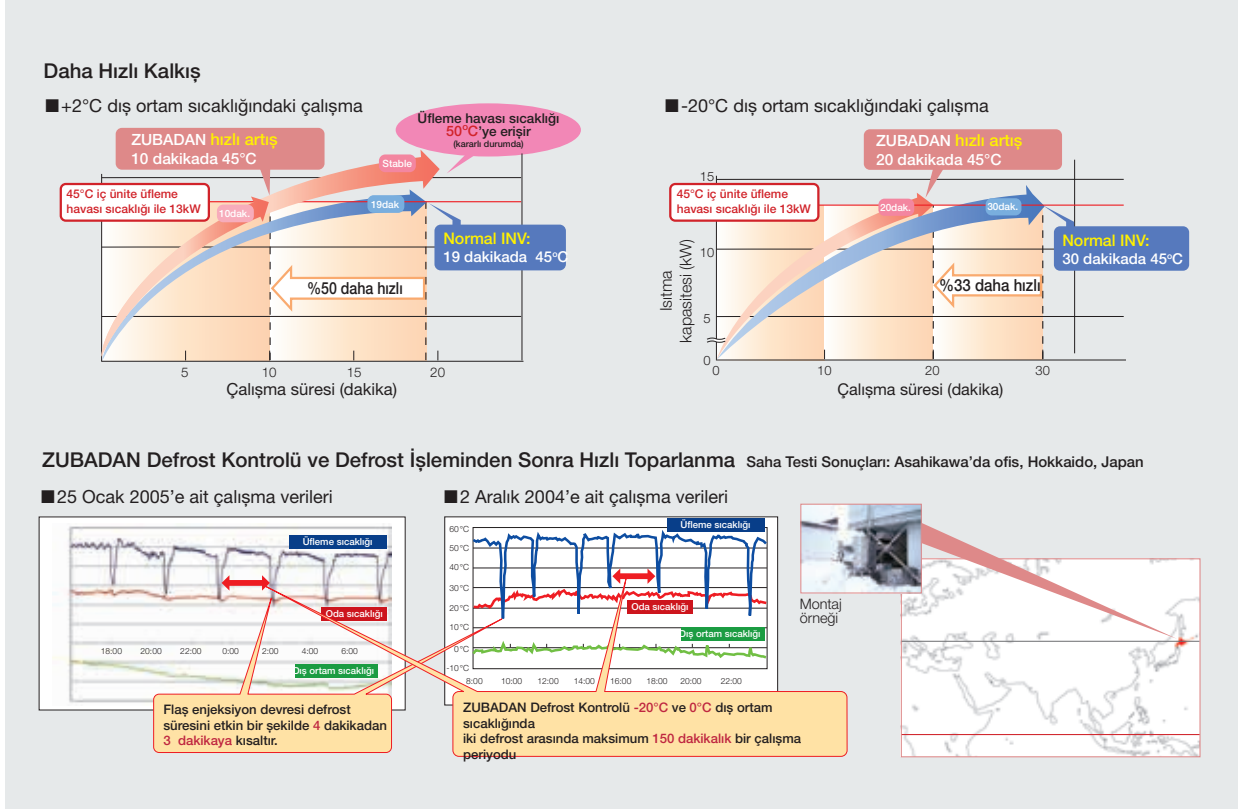 Daha Hızlı Kalkış
■+2°C dış ortam sıcaklığındaki çalışma
ZUBADAN hızlı artış
10 dakikada 45°C
Üfleme havası sıcaklığı
50°C'ye erişir
(kararlı durumda)
Stable
45°C iç ünite üfleme
havası sıcaklığı ile 13kW
10dak.
19dak
Normal INV:
19 dakikada 45°C
%50 daha hızlı
5
10
15
20
Çalışma süresi (dakika)
■-20°C dış ortam sıcaklığındaki çalışma
ZUBADAN hızlı artış
20 dakikada 45°C
15
45°C iç ünite üfleme
havası sıcaklığı ile 13kW
20dak.
30dak.
Normal INV:
30 dakikada 45°C
10
%33 daha hızlı
Isıtma
kapasitesi (kW)
5
0
0
10
20
30
Çalışma süresi (dakika)
ZUBADAN Defrost Kontrolü ve Defrost İşleminden Sonra Hızlı Toparlanma Saha Testi Sonuçları: Asahikawa'da ofis, Hokkaido, Japan
■25 Ocak 2005'e ait çalışma verileri
Üfleme sıcaklığı
Oda sıcaklığı
18:00 20:00 22:00 0:00 2:00 4:00 6:00
Dış ortam sıcaklığı
Flaş enjeksiyon devresi defrost
süresini etkin bir şekilde 4 dakikadan
3 dakikaya kısaltır.
■2 Aralık 2004'e ait çalışma verileri
60°C
50°C
40°C
30°C
20°C
10°C
0°C
-10°C
Üfleme sıcaklığı
Oda sıcaklığı
Dış ortam sıcaklığı
8:00 10:00 12:00 14:00 16:00 18:00 20:00 22:00
ZUBADAN Defrost Kontrolü -20°C ve 0°C dış ortam
sıcaklığında
iki defrost arasında maksimum 150 dakikalık bir çalışma
periyodu
Montaj
örneği